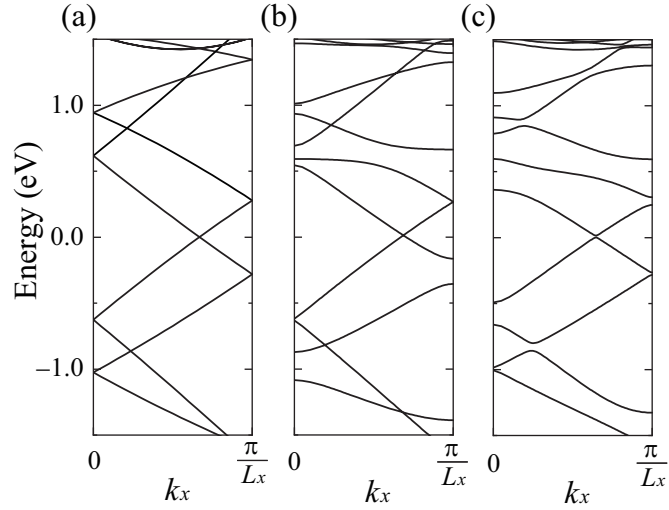 (a) (b) (c)
1.0
0.0
−1.0
Energy (eV)
0 π/Lx 0 π/Lx 0 π/Lx
kx kx kx